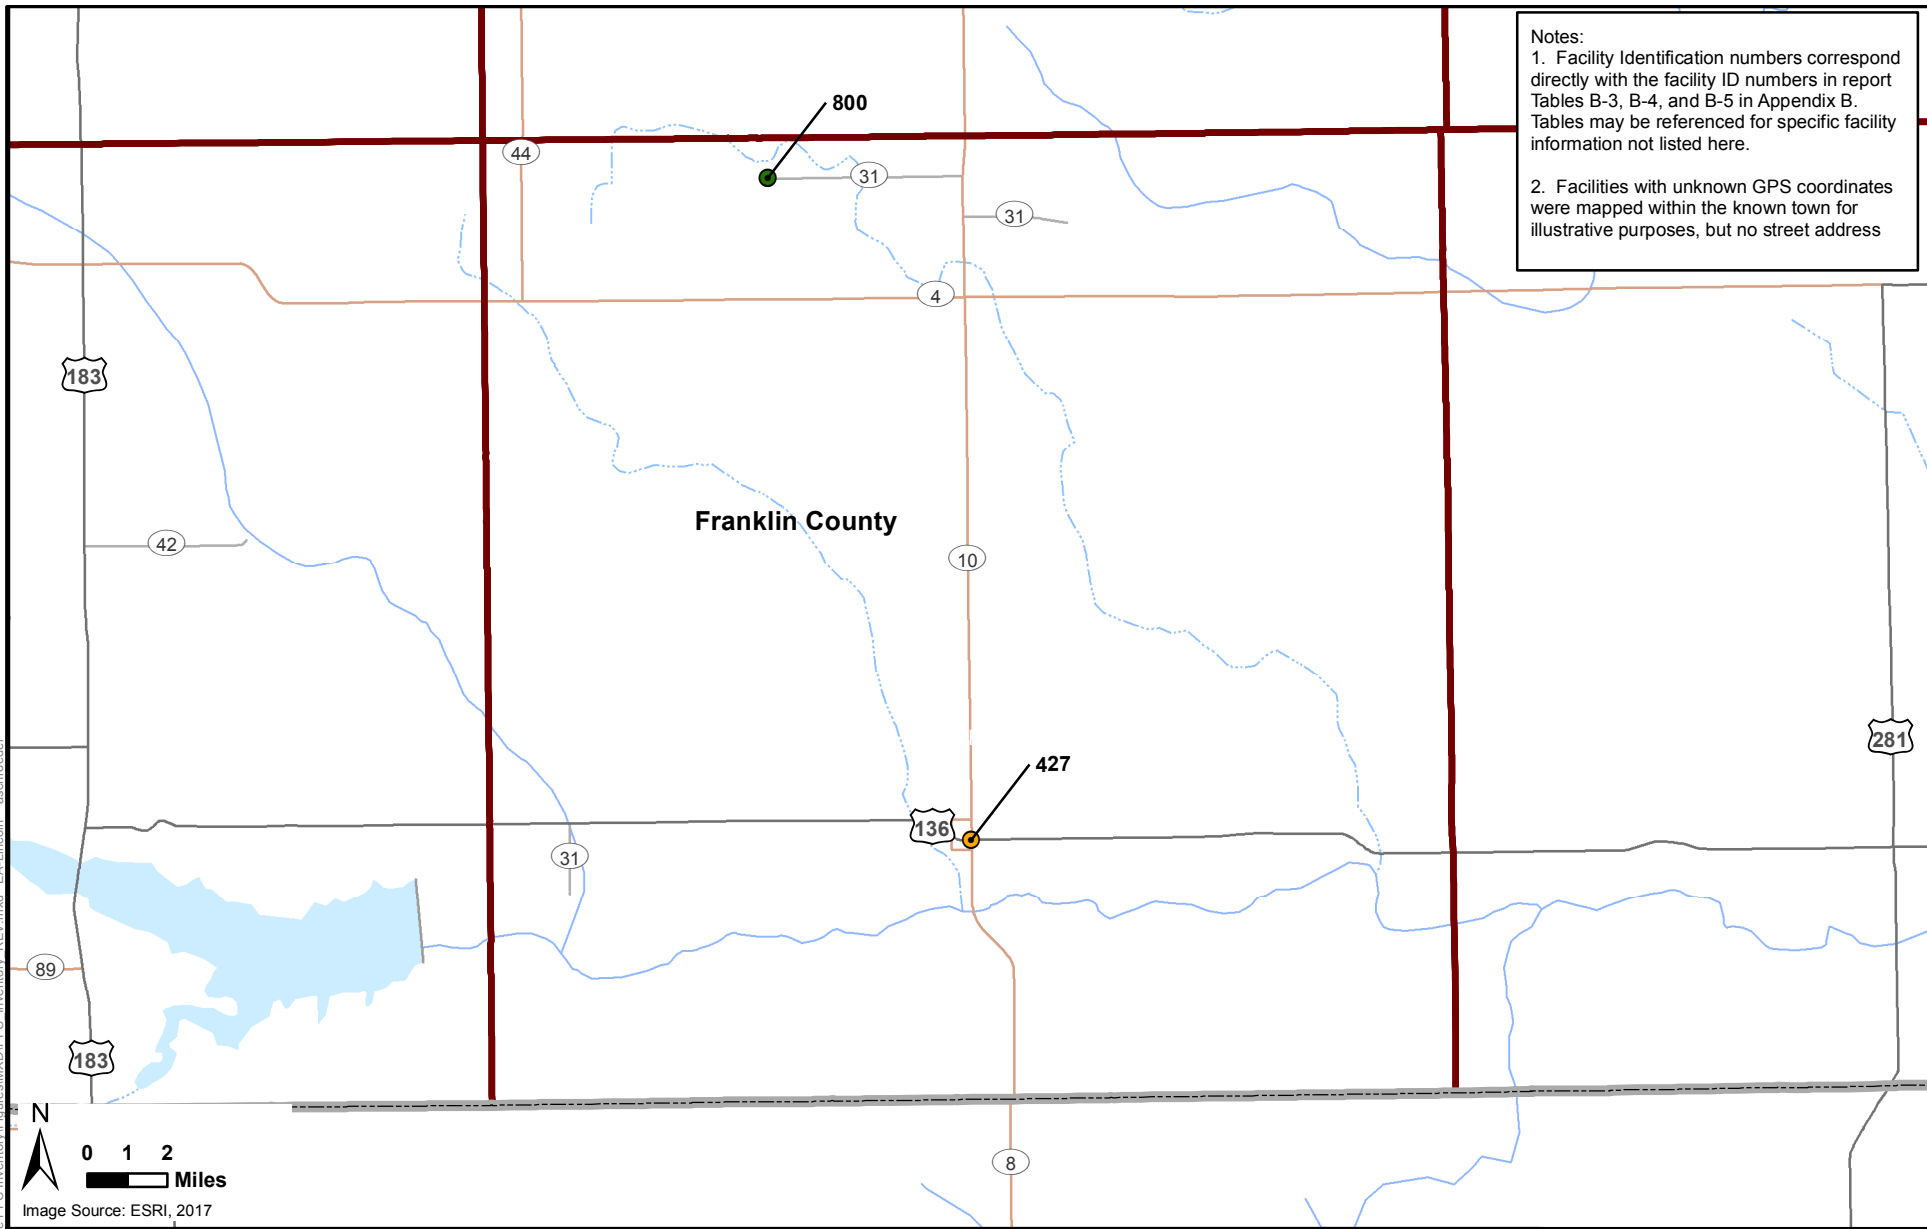 Notes:
1. Facility Identification numbers correspond
directly with the facility ID numbers in report
Tables B-3, B-4, and B-5 in Appendix B.
Tables may be referenced for specific facility
information not listed here.
2. Facilities with unknown GPS coordinates
were mapped within the known town for
illustrative purposes, but no street address
800
44
31
31
4
183
Franklin County
42
10
281
427
136
31
89
183
N
0 1 2
Miles
8
Image Source: ESRI, 2017